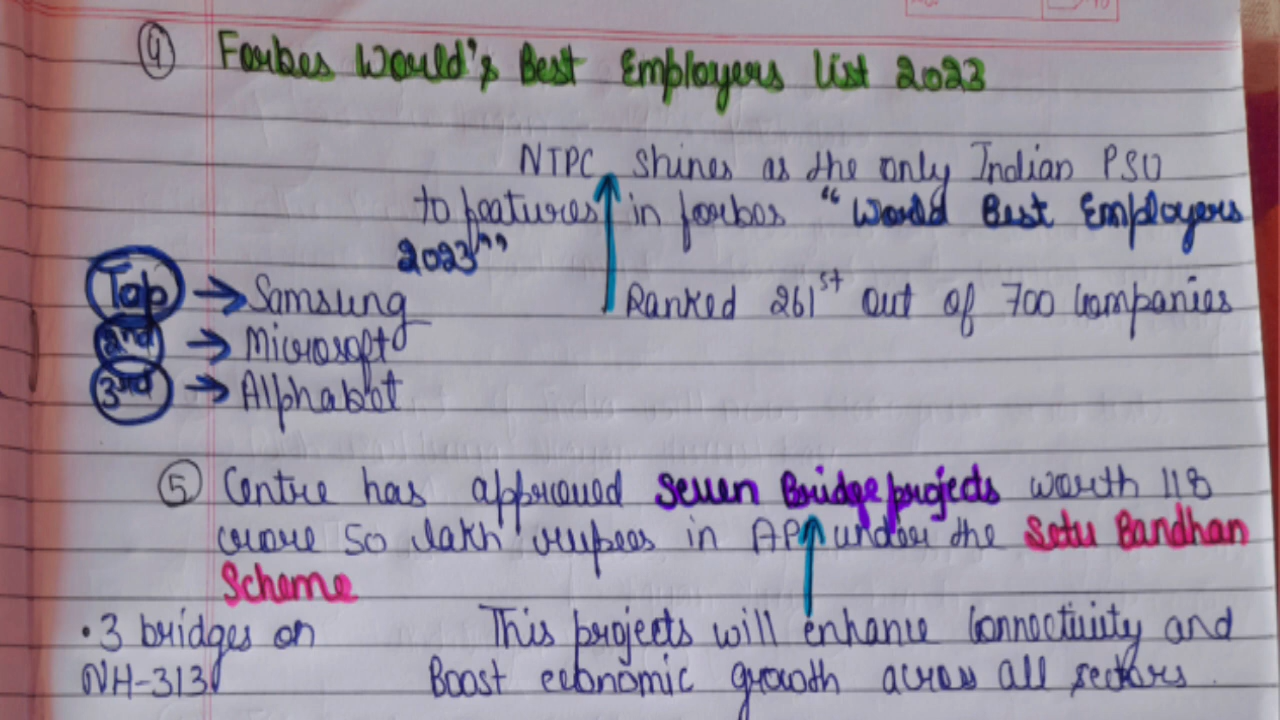 ④ Forbes World's Best Employers list 2023
NTPC shines as the only Indian PSU
to features in forbes "World Best Employers
2023"
Top → Samsung
Ranked 261st out of 700 companies
2nd → Microsoft
3rd → Alphabet
⑤ Centre has approved Seven Bridge projects worth 118
crore 50 lakh rupees in AP under the Setu Bandhan
Scheme
• 3 bridges on
NH-313
This projects will enhance connectivity and
Boost economic growth across all sectors.